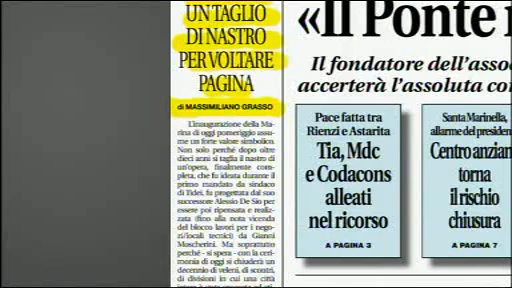 UN TAGLIO
DI NASTRO
PER VOLTARE
PAGINA
di MASSIMILIANO GRASSO
L'inaugurazione della Ma-
rina di oggi pomeriggio assu-
me un forte valore simbolico.
Non solo perché dopo oltre
dieci anni si taglia il nastro di
un'opera, finalmente com-
pleta, che fu ideata durante il
primo mandato da sindaco
di Tidei, fu progettata dal suo
successore Alessio De Sio per
essere poi ripensata e realiz-
zata (fino alla nota vicenda
del blocco lavori per i nego-
zi/locali tecnici) da Gianni
Moscherini. Ma soprattutto
perché - si spera - con la ceri-
monia di oggi si chiuderà un
decennio di veleni, di scontri,
di divisioni in cui una città
«Il Ponte
Il fondatore dell'asso
accerterà l'assoluta co
Pace fatta tra
Rienzi e Astarita
Tia, Mdc
e Codacons
alleati
nel ricorso
A PAGINA 3
Santa Marinella,
allarme del president
Centro anzian
torna
il rischio
chiusura
A PAGINA 7